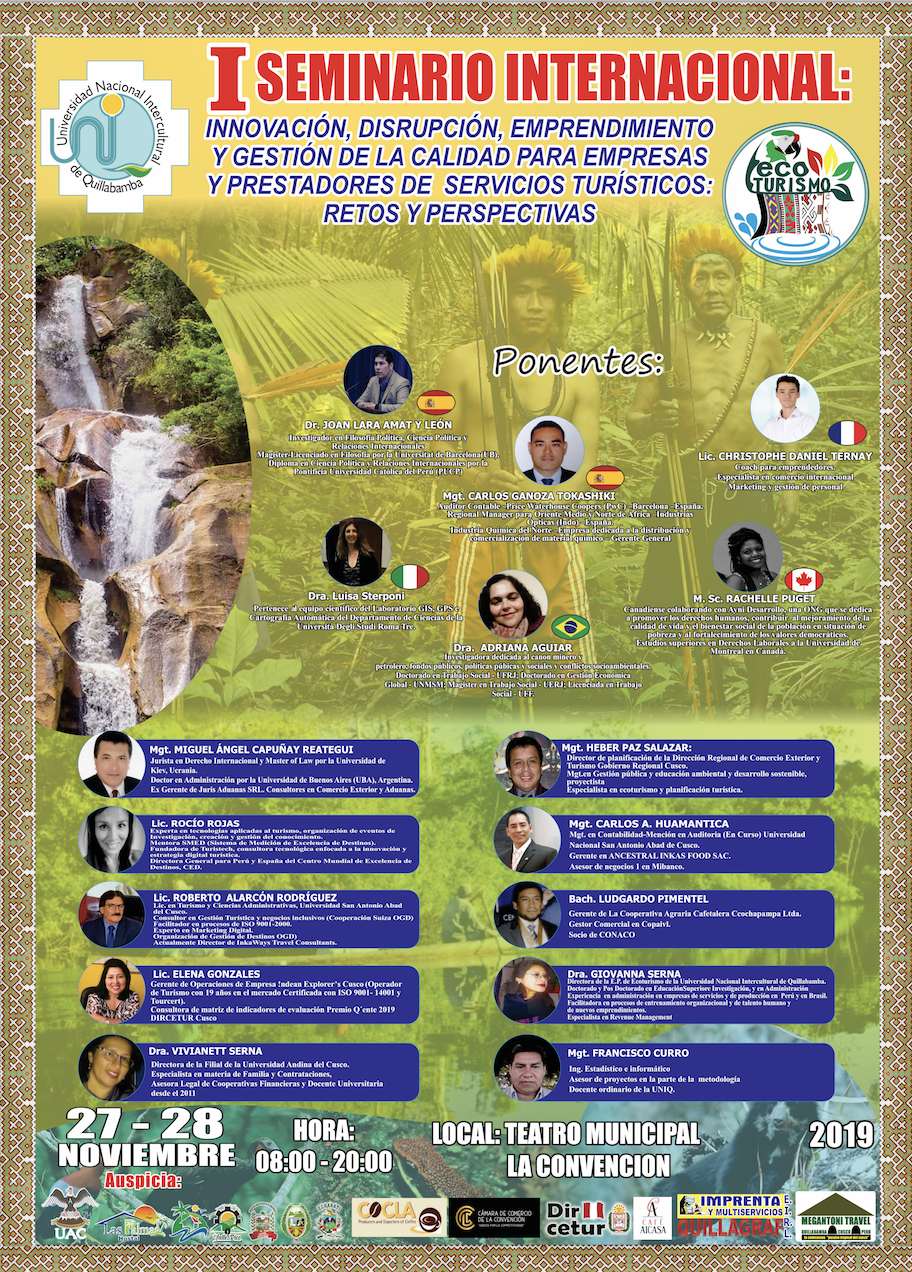 Universidad Nacional Intercultural
de Quillabamba
I SEMINARIO INTERNACIONAL:
INNOVACIÓN, DISRUPCIÓN, EMPRENDIMIENTO
Y GESTIÓN DE LA CALIDAD PARA EMPRESAS
Y PRESTADORES DE SERVICIOS TURÍSTICOS:
RETOS Y PERSPECTIVAS
eco
TURISMO
Ponentes:
Dr. JOAN LARA AMAT Y LEÓN
Investigador en Filosofía Política, Ciencia Política y
Relaciones Internacionales
Magister-Licenciado en Filosofía por la Universitat de Barcelona(UB).
Diploma en Ciencia Política y Relaciones Internacionales por la
Pontificia Universidad Católica del Perú (PUCP)
Mgt. CARLOS GANOZA TOKASHIKI
Auditor Contable –Price Waterhouse Coopers (PwC) - Barcelona –España.
Regional Manager para Oriente Medio y Norte de África –Industrias
Ópticas (Indo) –España.
Industria Química del Norte –Empresa dedicada a la distribución y
comercialización de material químico – Gerente General
Lic. CHRISTOPHE DANIEL TERNAY
Coach para emprendedores.
Especialista en comercio internacional
Marketing y gestión de personal
Dra. Luisa Sterponi
Pertenece al equipo científico del Laboratorio GIS, GPS e
Cartografia Automática del Departamento de Ciencias de la
Università Degli Studi Roma Tre.
Dra. ADRIANA AGUIAR
Investigadora dedicada al canon minero y
petrolero, fondos públicos, políticas púbicas y sociales y conflictos socioambientales.
Doctorado en Trabajo Social - UFRJ; Doctorado en Gestión Económica
Global - UNMSM; Magister en Trabajo Social - UERJ; Licenciada en Trabajo
Social - UFF.
M. Sc. RACHELLE PUGET
Canadiense colaborando con Ayni Desarrollo, una ONG que se dedica
a promover los derechos humanos, contribuir al mejoramiento de la
calidad de vida y el bienestar social de la población en situación de
pobreza y al fortalecimiento de los valores democráticos.
Estudios superiores en Derechos Laborales a la Universidad de
Montreal en Canada.
Mgt. MIGUEL ÁNGEL CAPUÑAY REATEGUI
Jurista en Derecho Internacional y Master of Law por la Universidad de
Kiev, Ucrania.
Doctor en Administración por la Universidad de Buenos Aires (UBA), Argentina.
Ex Gerente de Juris Aduanas SRL. Consultores en Comercio Exterior y Aduanas.
Lic. ROCÍO ROJAS
Experta en tecnologías aplicadas al turismo, organización de eventos de
Investigación, creación y gestión del conocimiento.
Mentora SMED (Sistema de Medición de Excelencia de Destinos).
Fundadora de Turistech, consultora tecnológica enfocada a la innovación y
estrategia digital turística.
Directora General para Perú y España del Centro Mundial de Excelencia de
Destinos, CED.
Lic. ROBERTO ALARCÓN RODRÍGUEZ
Lic. en Turismo y Ciencias Administrativas, Universidad San Antonio Abad
del Cusco.
Consultor en Gestión Turística y negocios inclusivos (Cooperación Suiza OGD)
Facilitador en procesos de ISO 9001-2000.
Experto en Marketing Digital.
Organización de Gestión de Destinos OGD)
Actualmente Director de InkaWays Travel Consultants.
Lic. ELENA GONZALES
Gerente de Operaciones de Empresa !ndean Explorer's Cusco (Operador
de Turismo con 19 años en el mercado Certificada con ISO 9001- 14001 y
Tourcert).
Consultora de matriz de indicadores de evaluación Premio Q´ente 2019
DIRCETUR Cusco
Dra. VIVIANETT SERNA
Directora de la Filial de la Universidad Andina del Cusco.
Especialista en materia de Familia y Contrataciones,
Asesora Legal de Cooperativas Financieras y Docente Universitaria
desde el 2011
Mgt. HEBER PAZ SALAZAR:
Director de planificación de la Dirección Regional de Comercio Exterior y
Turismo Gobierno Regional Cusco.
Mgt.en Gestión pública y educación ambiental y desarrollo sostenible,
proyectista
Especialista en ecoturismo y planificación turística.
Mgt. CARLOS A. HUAMANTICA
Mgt. en Contabilidad-Mención en Auditoria (En Curso) Universidad
Nacional San Antonio Abad de Cusco.
Gerente en ANCESTRAL INKAS FOOD SAC.
Asesor de negocios 1 en Mibanco.
Bach. LUDGARDO PIMENTEL
Gerente de La Cooperativa Agraria Cafetalera Ccochapampa Ltda.
Gestor Comercial en Copaivl.
Socio de CONACO
Dra. GIOVANNA SERNA
Directora de la E.P. de Ecoturismo de la Universidad Nacional Intercultural de Quillabamba.
Doctorado y Pos Doctorado en EducaciónSuperiore Investigación, y en Administración
Experiencia en administración en empresas de servicios y de producción en Perú y en Brasil.
Facilitadora en procesos de entrenamiento organizacional y de talento humano y
de nuevos emprendimientos.
Especialista en Revenue Management
Mgt. FRANCISCO CURRO
Ing. Estadístico e informático
Asesor de proyectos en la parte de la metodología
Docente ordinario de la UNIQ.
27 – 28
NOVIEMBRE
HORA:
08:00 - 20:00
LOCAL: TEATRO MUNICIPAL
LA CONVENCION
2019
Auspicia:
UAC
Las Palmas
Hostal
COCLA
Producers and Exporters of Coffee
CÁMARA DE COMERCIO
DE LA CONVENCIÓN
Dir
cetur
CAFÉ
AICASA
IMPRENTA
Y MULTISERVICIOS
QUILLAGRAF
E.I.R.L.
MEGANTONI TRAVEL
QUILLABAMBA CUSCO PERU